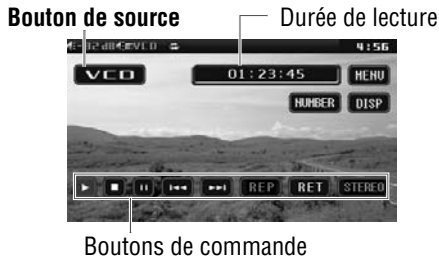 Bouton de source
Durée de lecture
4:56
VCD
01:23:45
MENU
NUMBER
DISP
REP
RET
STEREO
Boutons de commande